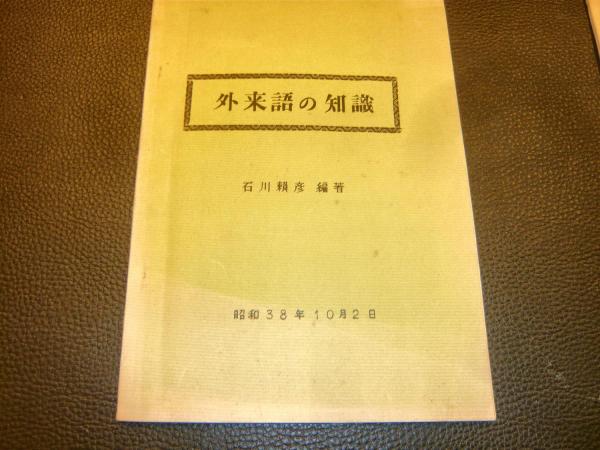 外来語の知識
石川頼彦 編著
昭和38年10月2日